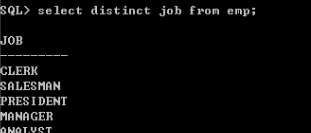 SQL> select distinct job from emp;
JOB
---------
CLERK
SALESMAN
PRESIDENT
MANAGER
ANALYST